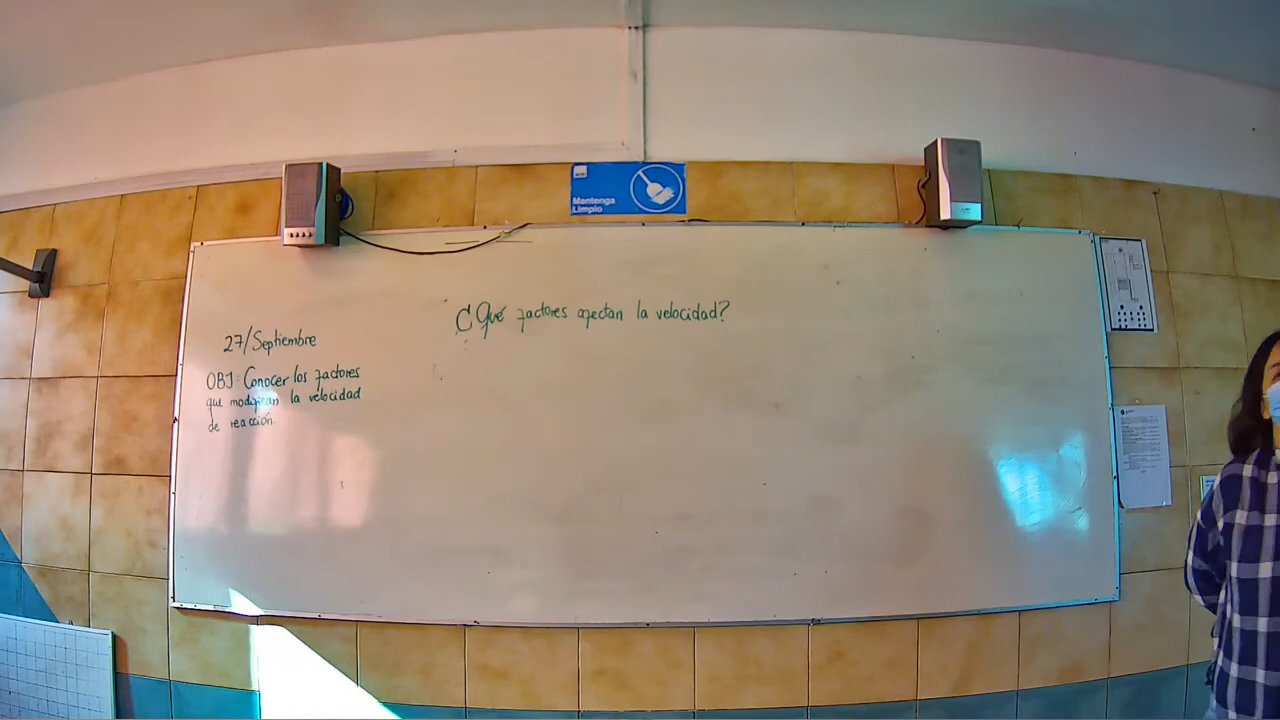 Mantenga
Limpio
¿Qué factores afectan la velocidad?
27/Septiembre
OBJ: Conocer los factores
que modifican la velocidad
de reacción